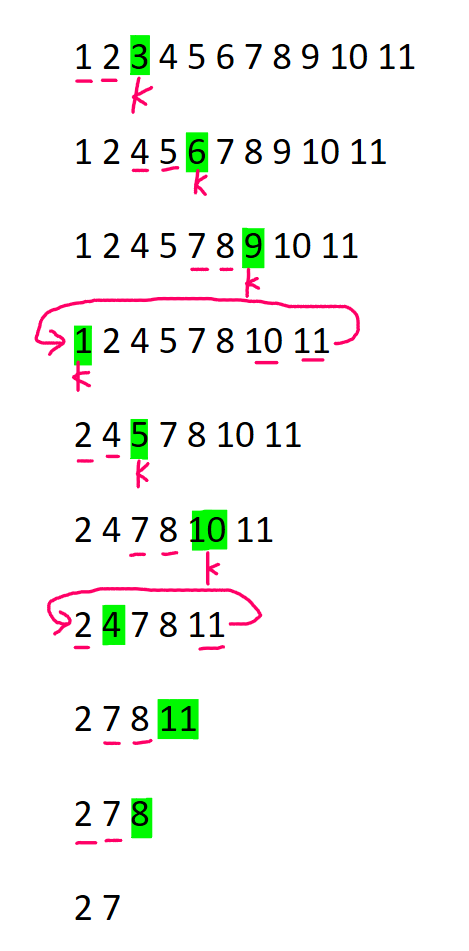 1 2 3 4 5 6 7 8 9 10 11
K
1 2 4 5 6 7 8 9 10 11
K
1 2 4 5 7 8 9 10 11
K
1 2 4 5 7 8 10 11
K
2 4 5 7 8 10 11
K
2 4 7 8 10 11
K
2 4 7 8 11
2 7 8 11
2 7 8
2 7